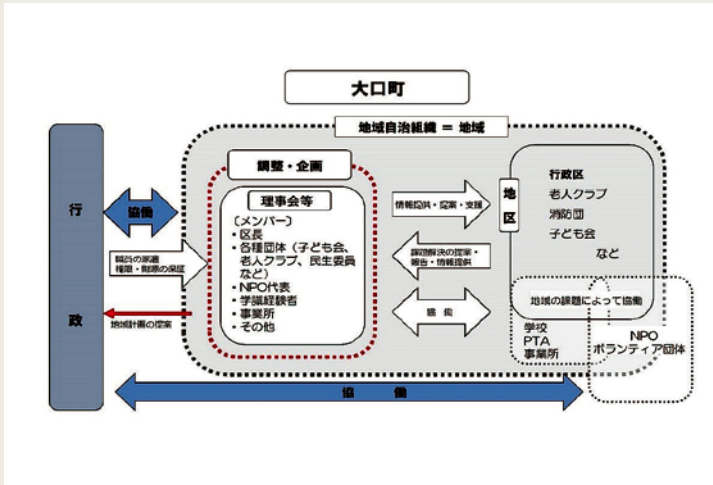 大口町
地域自治組織 = 地域
行
政
協働
職員の派遣
権限・財源の保証
地域計画の提案
調整・企画
理事会等
〔メンバー〕
・区長
・各種団体（子ども会、
老人クラブ、民生委員
など）
・NPO代表
・学識経験者
・事業所
・その他
情報提供・提案・支援
課題解決の提案・
報告・情報提供
協 働
地
区
行政区
老人クラブ
消防団
子ども会
など
地域の課題によって協働
学校
PTA
事業所
NPO
ボランティア団体
協 働